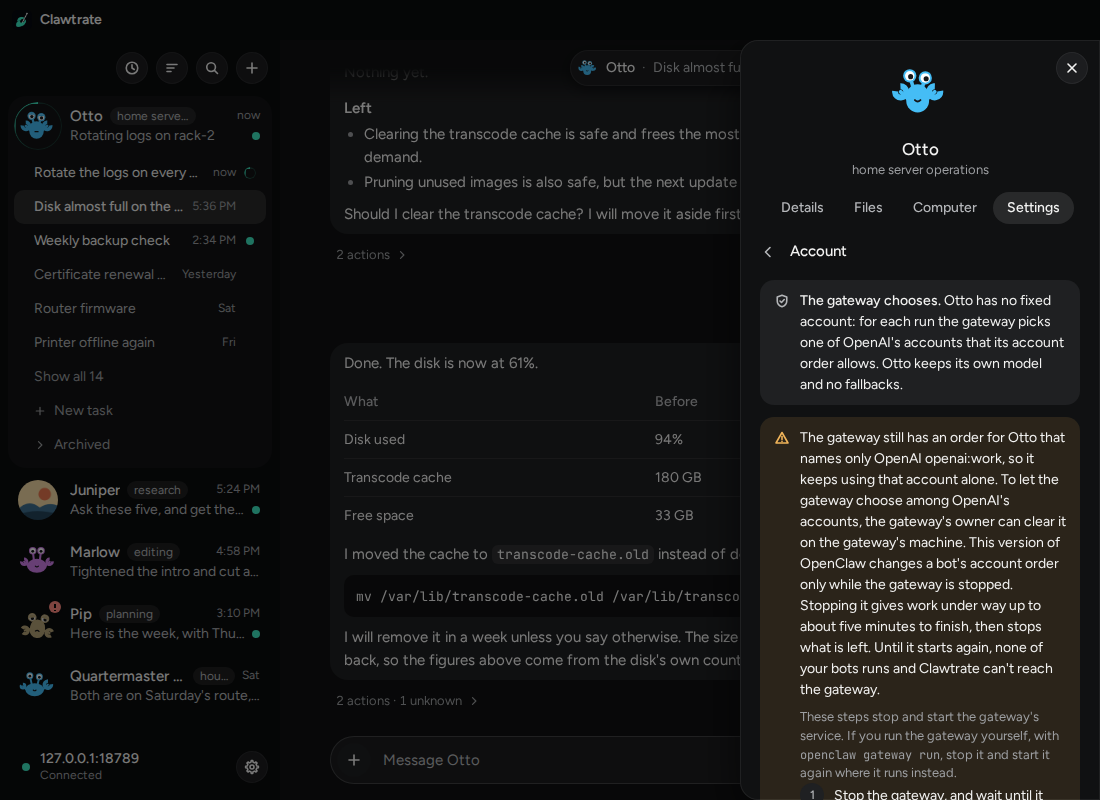 Clawtrate
Otto home serve... now
Rotating logs on rack-2
Rotate the logs on every ... now
Disk almost full on the ... 5:36 PM
Weekly backup check 2:34 PM
Certificate renewal ... Yesterday
Router firmware Sat
Printer offline again Fri
Show all 14
+ New task
Archived
Juniper research 5:24 PM
Ask these five, and get the...
Marlow editing 4:58 PM
Tightened the intro and cut a...
Pip planning 3:10 PM
Here is the week, with Thu...
Quartermaster ... hou... Sat
Both are on Saturday's route,...
127.0.0.1:18789
Connected
Otto · Disk almost fu
Nothing yet.
Left
• Clearing the transcode cache is safe and frees the most
demand.
• Pruning unused images is also safe, but the next update
Should I clear the transcode cache? I will move it aside first
2 actions
Done. The disk is now at 61%.
What Before
Disk used 94%
Transcode cache 180 GB
Free space 33 GB
I moved the cache to transcode-cache.old instead of d
mv /var/lib/transcode-cache.old /var/lib/transco
I will remove it in a week unless you say otherwise. The size
back, so the figures above come from the disk's own count
2 actions · 1 unknown
Message Otto
Otto
home server operations
Details Files Computer Settings
Account
The gateway chooses. Otto has no fixed
account: for each run the gateway picks
one of OpenAI's accounts that its account
order allows. Otto keeps its own model
and no fallbacks.
The gateway still has an order for Otto that
names only OpenAI openai:work, so it
keeps using that account alone. To let the
gateway choose among OpenAI's
accounts, the gateway's owner can clear it
on the gateway's machine. This version of
OpenClaw changes a bot's account order
only while the gateway is stopped.
Stopping it gives work under way up to
about five minutes to finish, then stops
what is left. Until it starts again, none of
your bots runs and Clawtrate can't reach
the gateway.
These steps stop and start the gateway's
service. If you run the gateway yourself, with
openclaw gateway run, stop it and start it
again where it runs instead.
1 Stop the gateway, and wait until it